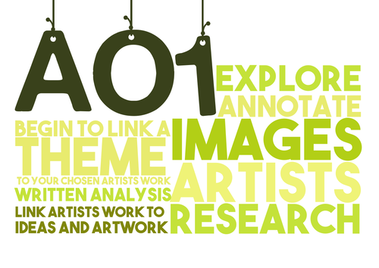 AO1
EXPLORE
ANNOTATE
BEGIN TO LINK A
THEME
TO YOUR CHOSEN ARTISTS WORK
WRITTEN ANALYSIS
LINK ARTISTS WORK TO
IDEAS AND ARTWORK
IMAGES
ARTISTS
RESEARCH